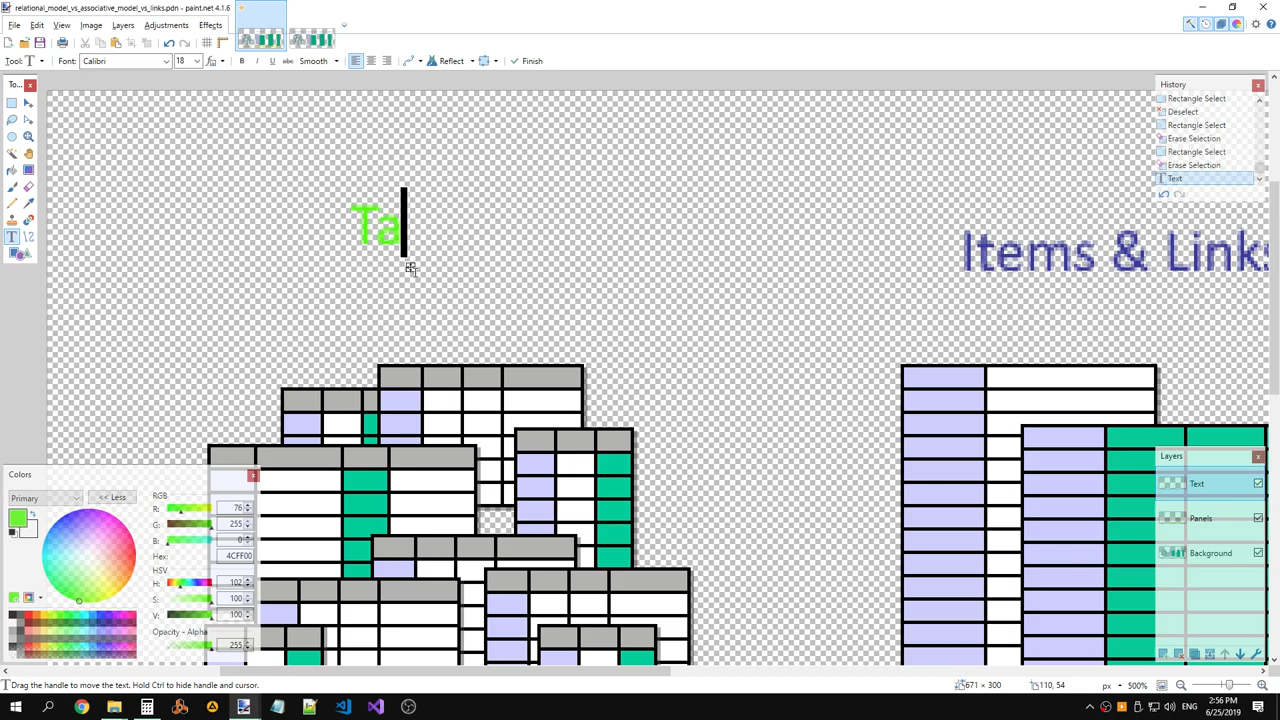 relational_model_vs_associative_model_vs_links.pdn - paint.net 4.1.6
File Edit View Image Layers Adjustments Effects
Tool: T Font: Calibri 18 B I U abc Smooth Reflect Finish
To...
History
Rectangle Select
Deselect
Rectangle Select
Erase Selection
Rectangle Select
Erase Selection
Text
Ta
Items & Links
Colors
Primary << Less
RGB
R: 76
G: 255
B: 0
Hex: 4CFF00
HSV
H: 102
S: 100
V: 100
Opacity - Alpha
255
Layers
Text
Panels
Background
Drag the handle to move the text. Hold Ctrl to hide handle and cursor.
671 × 300
110, 54
px
500%
ENG
2:56 PM
6/25/2019